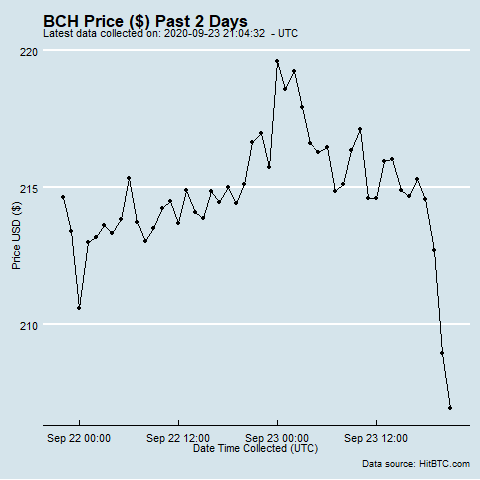 BCH Price ($) Past 2 Days
Latest data collected on: 2020-09-23 21:04:32 - UTC
220
215
210
Price USD ($)
Sep 22 00:00 Sep 22 12:00 Sep 23 00:00 Sep 23 12:00
Date Time Collected (UTC)
Data source: HitBTC.com